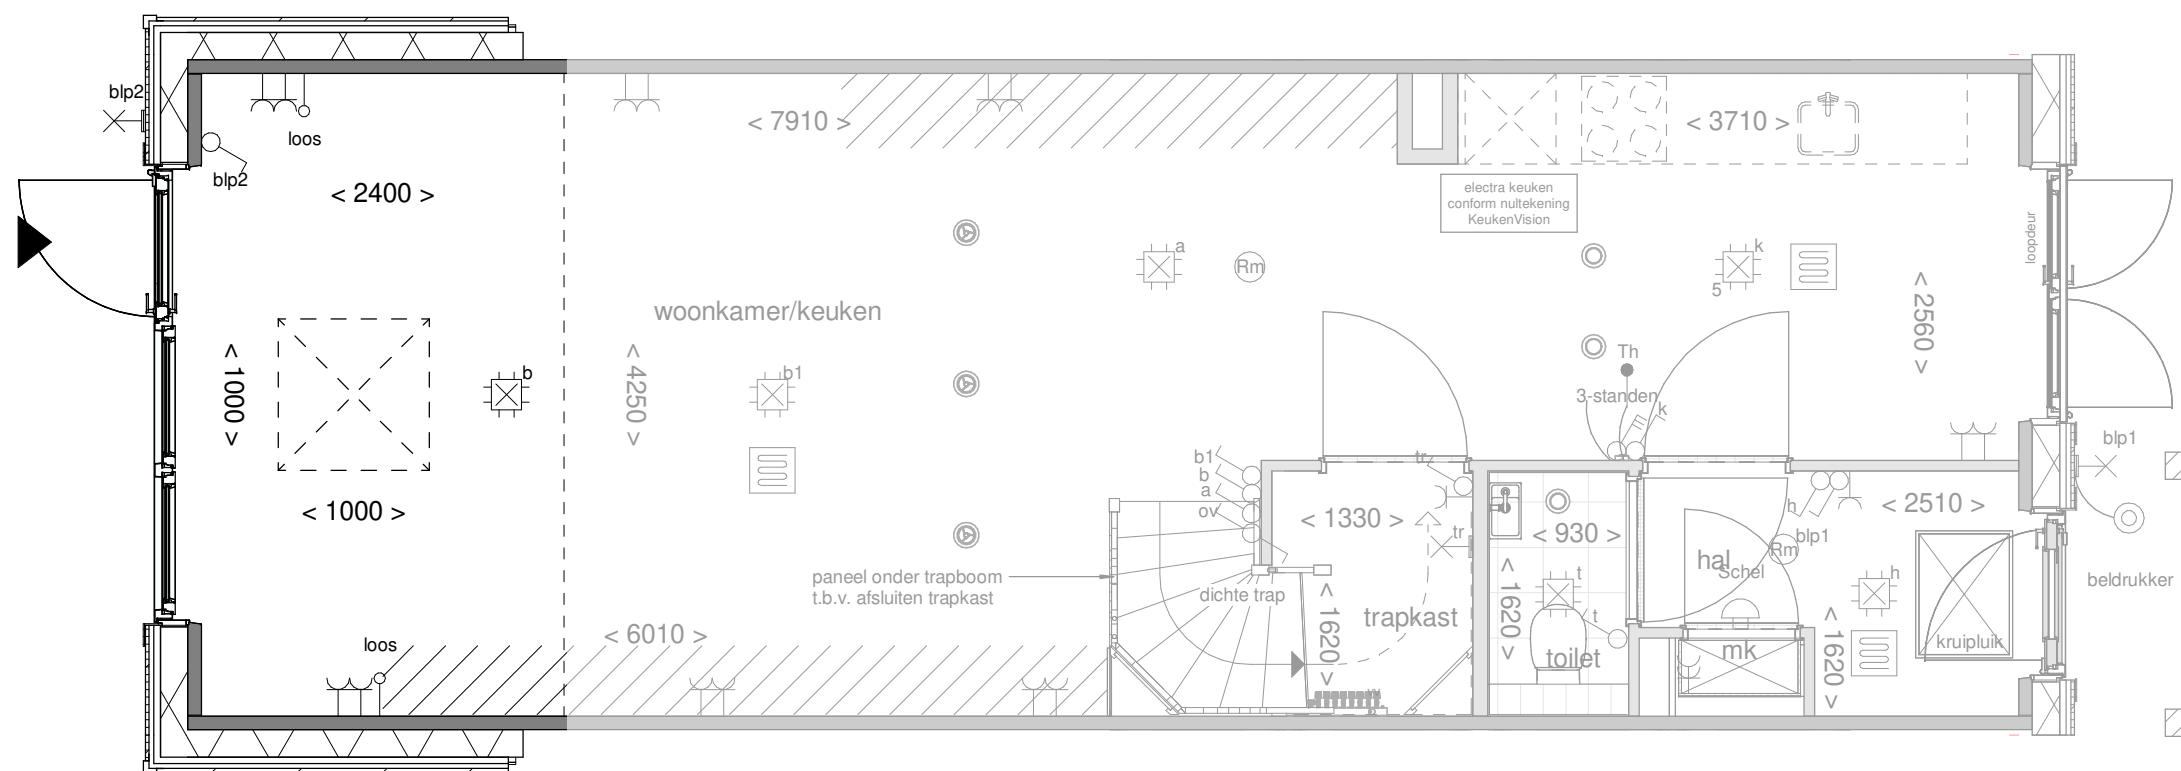 blp2
loos
blp2
< 2400 >
< 7910 >
< 3710 >
electra keuken
conform nultekening
KeukenVision
loopdeur
a
Rm
k
5
woonkamer/keuken
< 2560 >
< 1000 >
b
< 4250 >
b1
Th
3-standen
k
blp1
< 1000 >
b1
b
a
ov
tr
< 1330 >
tr
< 930 >
h
< 2510 >
blp1
Rm
hal
Schel
paneel onder trapboom
t.b.v. afsluiten trapkast
dichte trap
< 1620 >
trapkast
< 1620 >
t
t
toilet
h
beldrukker
< 6010 >
loos
mk
< 1620 >
kruipluik